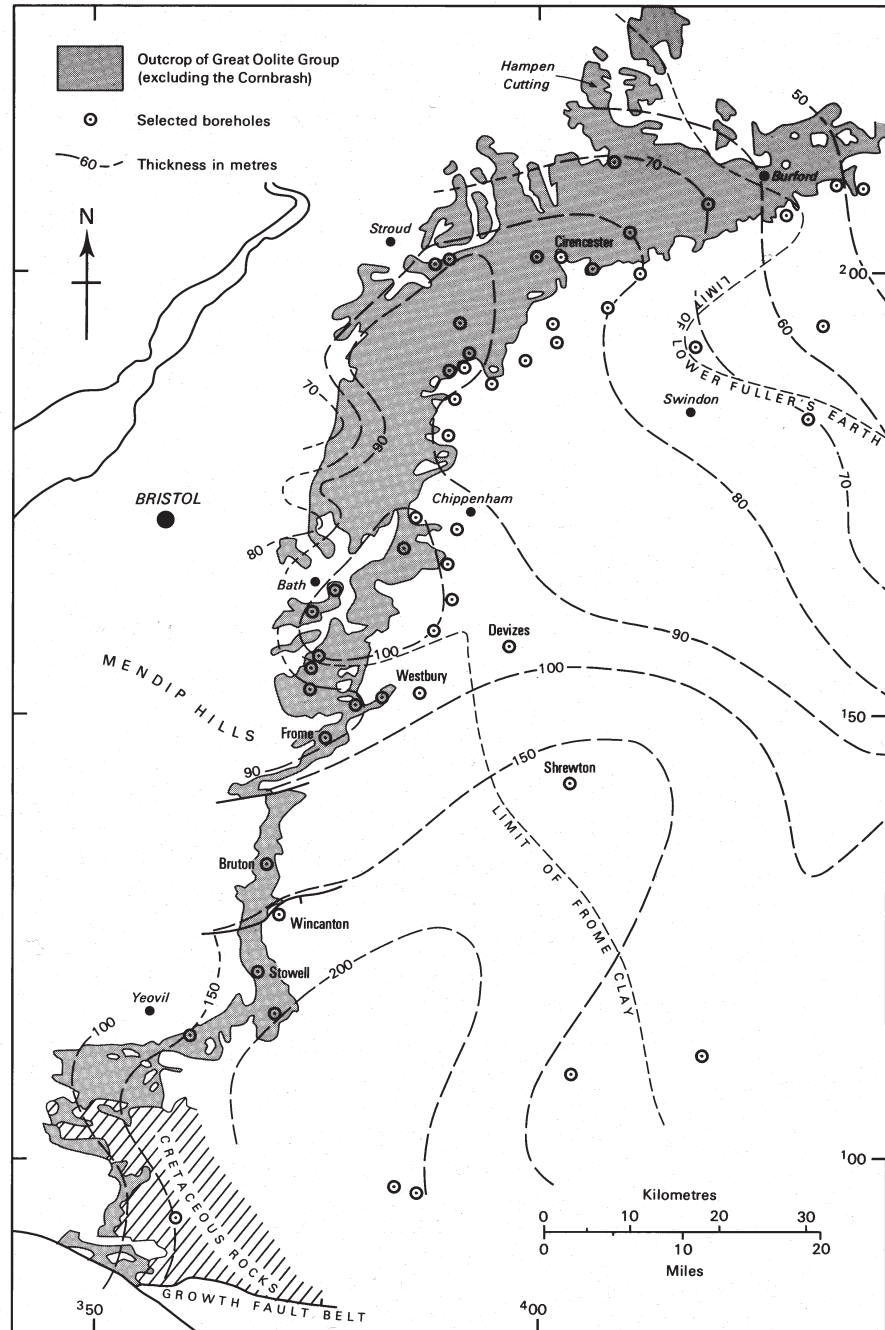 Outcrop of Great Oolite Group
(excluding the Cornbrash)
Selected boreholes
60
Thickness in metres
N
Hampen
Cutting
50
70
Burford
Stroud
Cirencester
200
LIMIT OF
LOWER FULLER'S EARTH
60
70
Swindon
70
80
80
BRISTOL
Chippenham
80
Bath
90
100
Devizes
MENDIP HILLS
Westbury
100
150
Frome
90
150
Shrewton
LIMIT OF FROME CLAY
Bruton
Wincanton
Stowell
200
150
Yeovil
100
100
CRETACEOUS ROCKS
GROWTH FAULT BELT
Kilometres
0 10 20 30
0 10 20
Miles
350
400